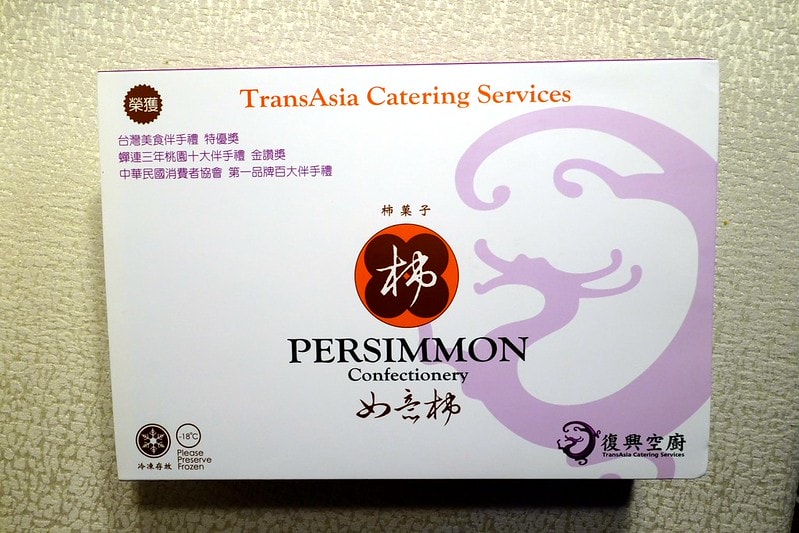 榮獲
TransAsia Catering Services
台灣美食伴手禮 特優獎
蟬連三年桃園十大伴手禮 金讚獎
中華民國消費者協會 第一品牌百大伴手禮
柿菓子
柿
PERSIMMON
Confectionery
如意柿
-18°C
Please
Preserve
Frozen
冷凍存放
復興空廚
TransAsia Catering Services